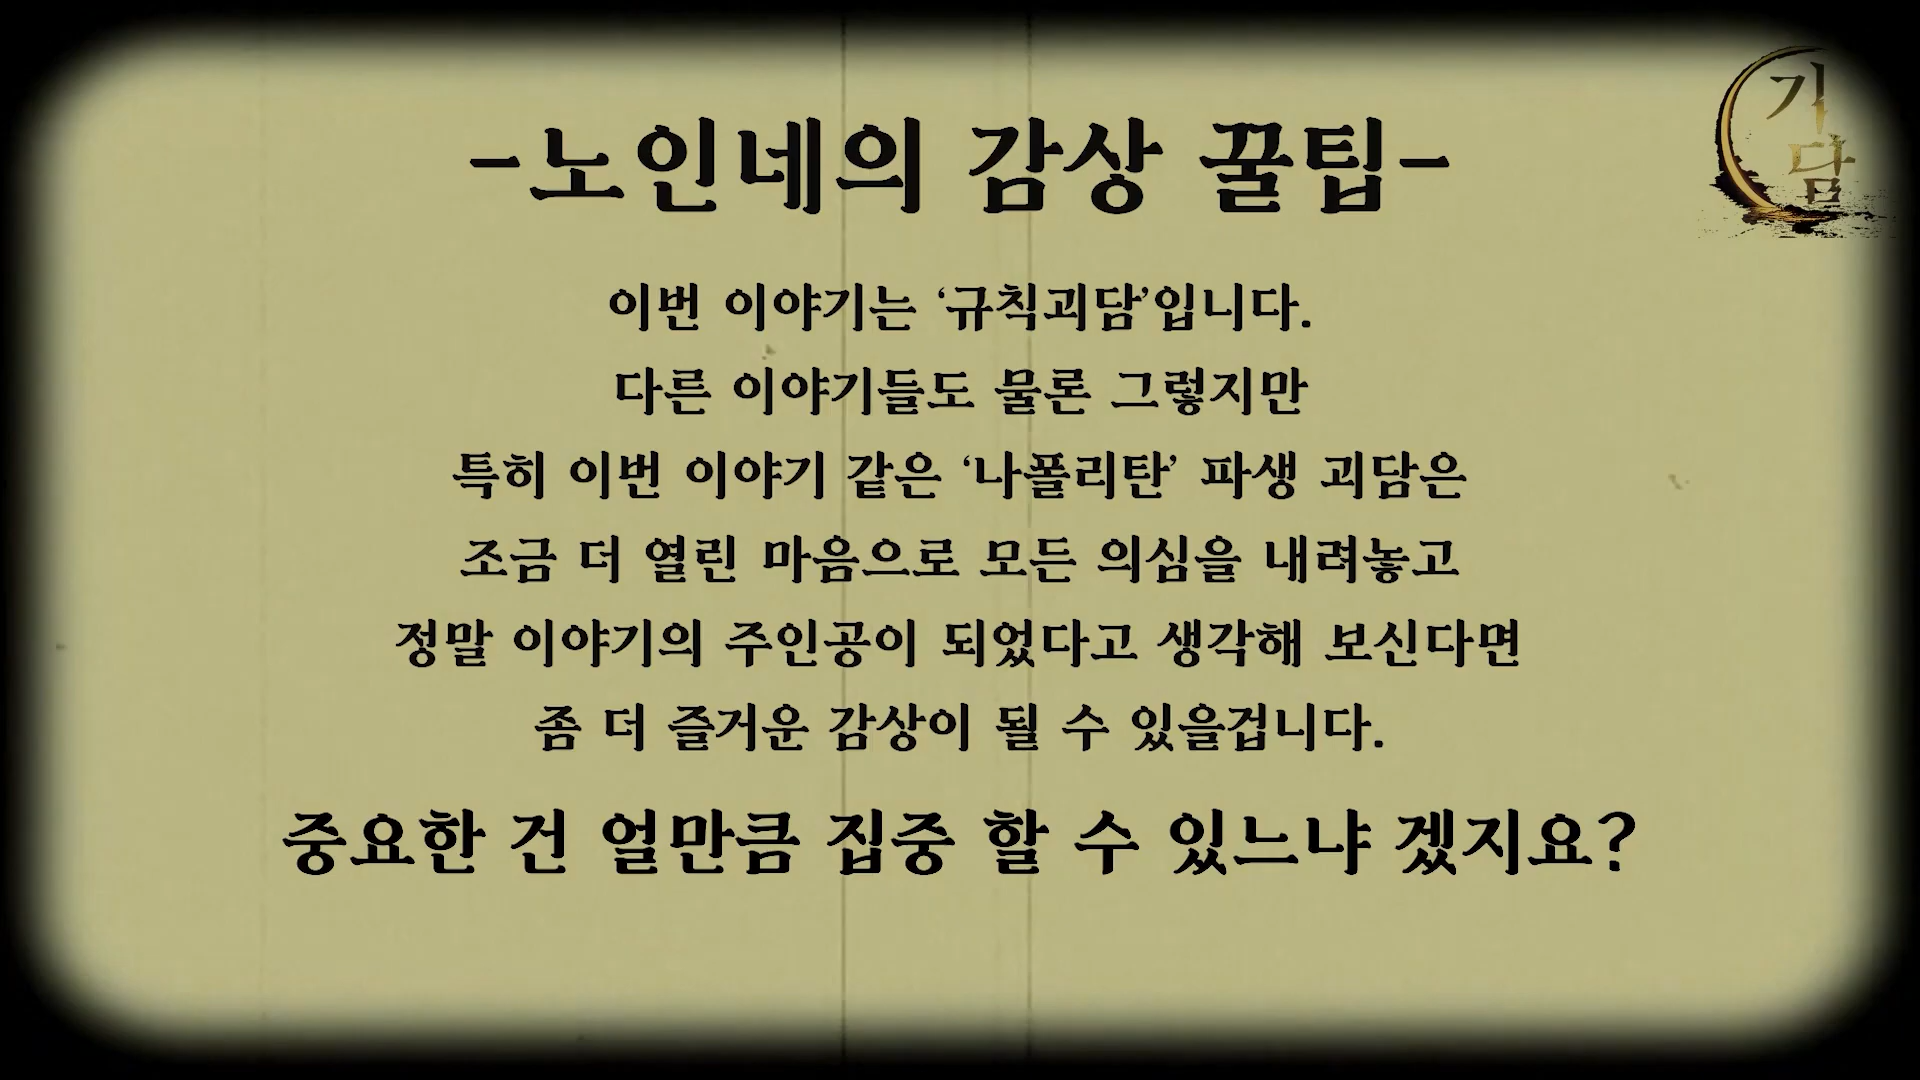 기담
-노인네의 감상 꿀팁-
이번 이야기는 ‘규칙괴담’입니다.
다른 이야기들도 물론 그렇지만
특히 이번 이야기 같은 ‘나폴리탄’ 파생 괴담은
조금 더 열린 마음으로 모든 의심을 내려놓고
정말 이야기의 주인공이 되었다고 생각해 보신다면
좀 더 즐거운 감상이 될 수 있을겁니다.
중요한 건 얼만큼 집중 할 수 있느냐 겠지요?